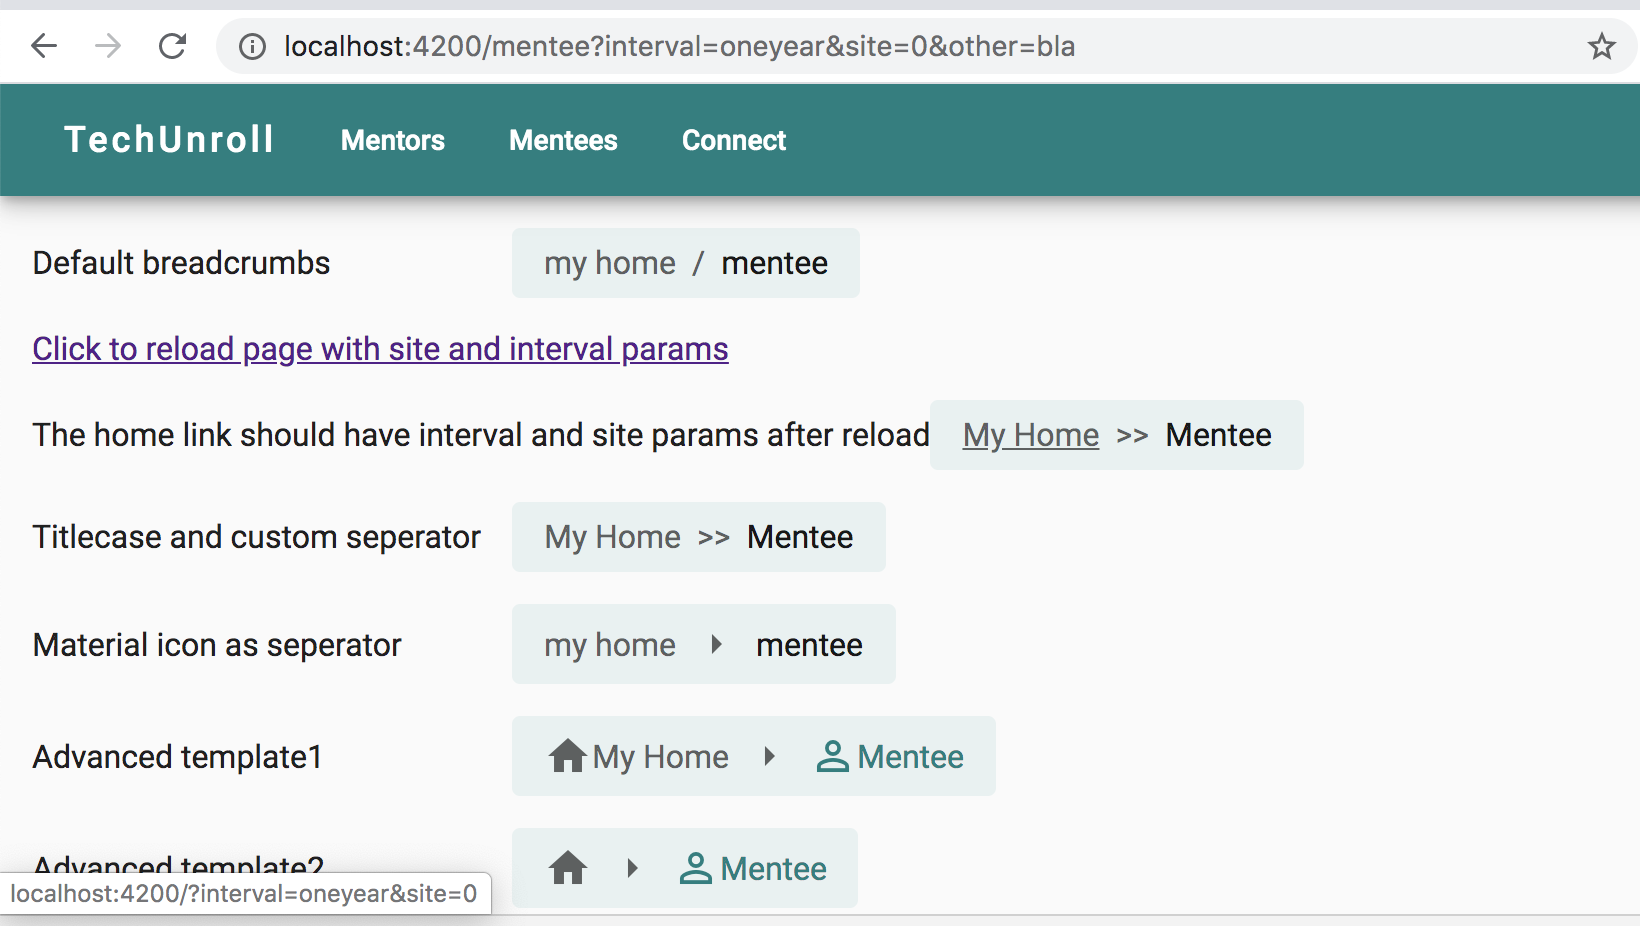 localhost:4200/mentee?interval=oneyear&site=0&other=bla
TechUnroll Mentors Mentees Connect
Default breadcrumbs my home / mentee
Click to reload page with site and interval params
The home link should have interval and site params after reload My Home >> Mentee
Titlecase and custom seperator My Home >> Mentee
Material icon as seperator my home mentee
Advanced template1 My Home Mentee
Advanced template2 Mentee
localhost:4200/?interval=oneyear&site=0